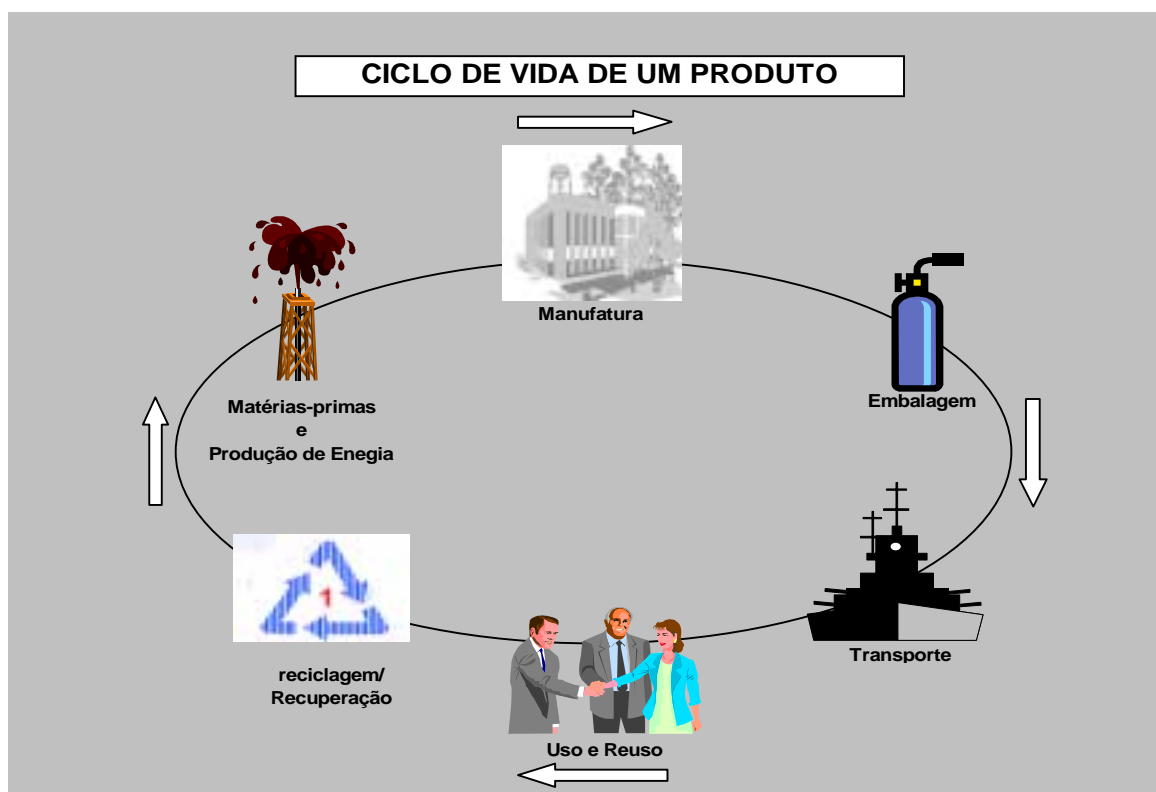 CICLO DE VIDA DE UM PRODUTO
Manufatura
Embalagem
Matérias-primas
e
Produção de Enegia
1
Transporte
reciclagem/
Recuperação
Uso e Reuso